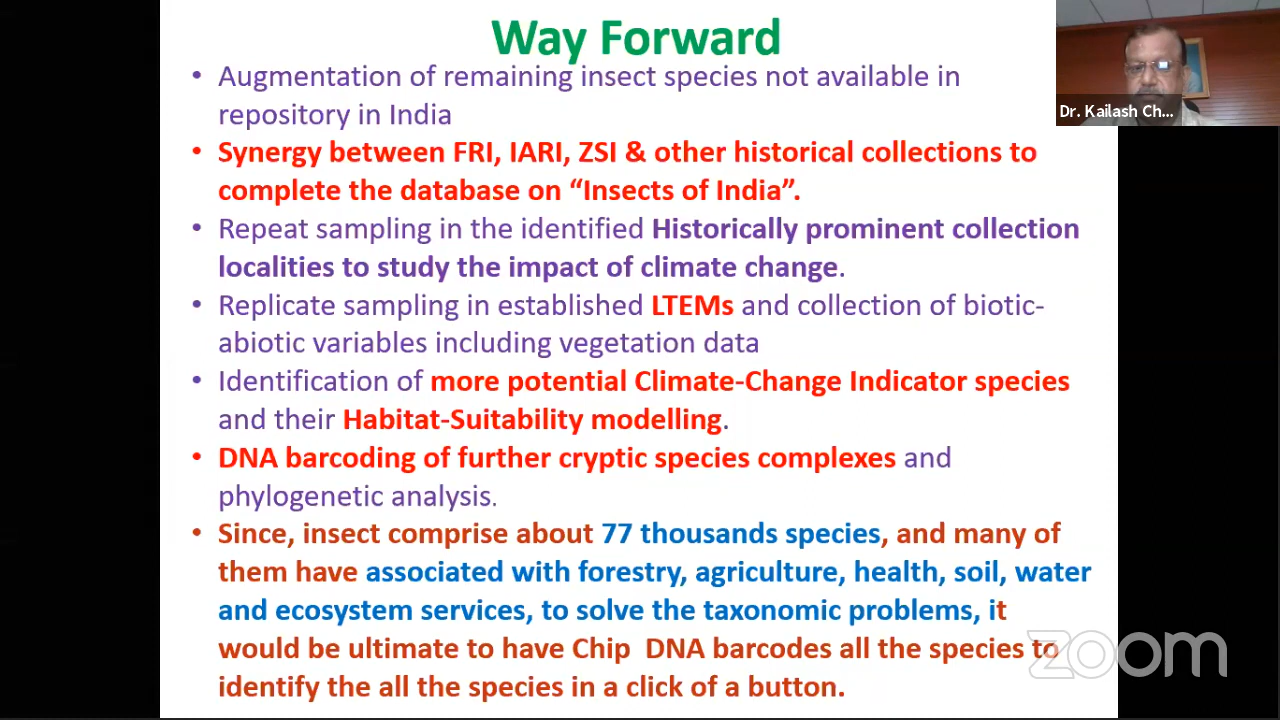 Way Forward
• Augmentation of remaining insect species not available in
repository in India
• Synergy between FRI, IARI, ZSI & other historical collections to
complete the database on “Insects of India”.
• Repeat sampling in the identified Historically prominent collection
localities to study the impact of climate change.
• Replicate sampling in established LTEMs and collection of biotic-
abiotic variables including vegetation data
• Identification of more potential Climate-Change Indicator species
and their Habitat-Suitability modelling.
• DNA barcoding of further cryptic species complexes and
phylogenetic analysis.
• Since, insect comprise about 77 thousands species, and many of
them have associated with forestry, agriculture, health, soil, water
and ecosystem services, to solve the taxonomic problems, it
would be ultimate to have Chip DNA barcodes all the species to
identify the all the species in a click of a button.
Dr. Kailash Ch...
zoom